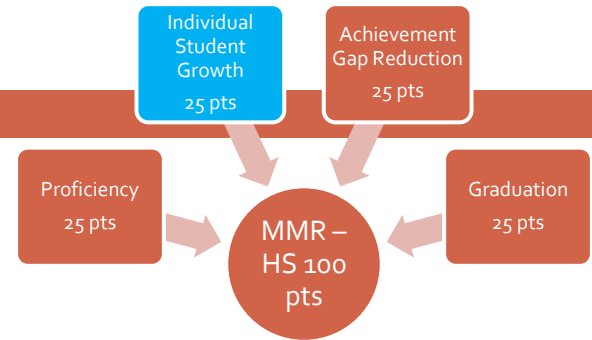 Individual
Student
Growth
25 pts
Achievement
Gap Reduction
25 pts
Proficiency
25 pts
Graduation
25 pts
MMR –
HS 100
pts